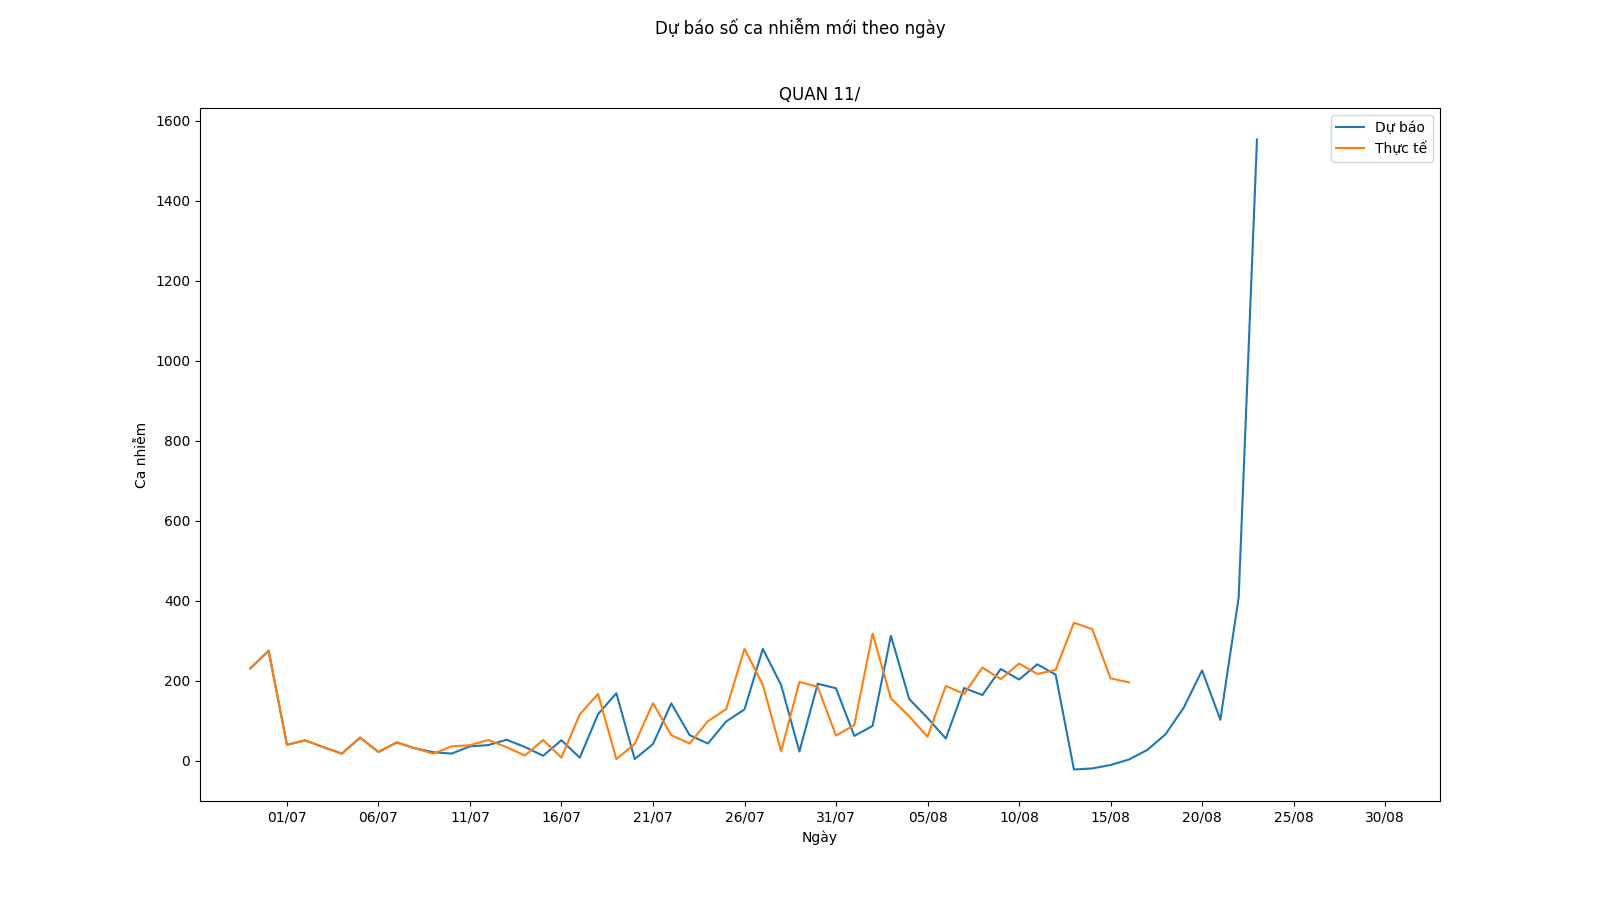 Dự báo số ca nhiễm mới theo ngày
QUAN 11/
Dự báo
Thực tế
1600
1400
1200
1000
800
600
400
200
0
Ca nhiễm
01/07 06/07 11/07 16/07 21/07 26/07 31/07 05/08 10/08 15/08 20/08 25/08 30/08
Ngày